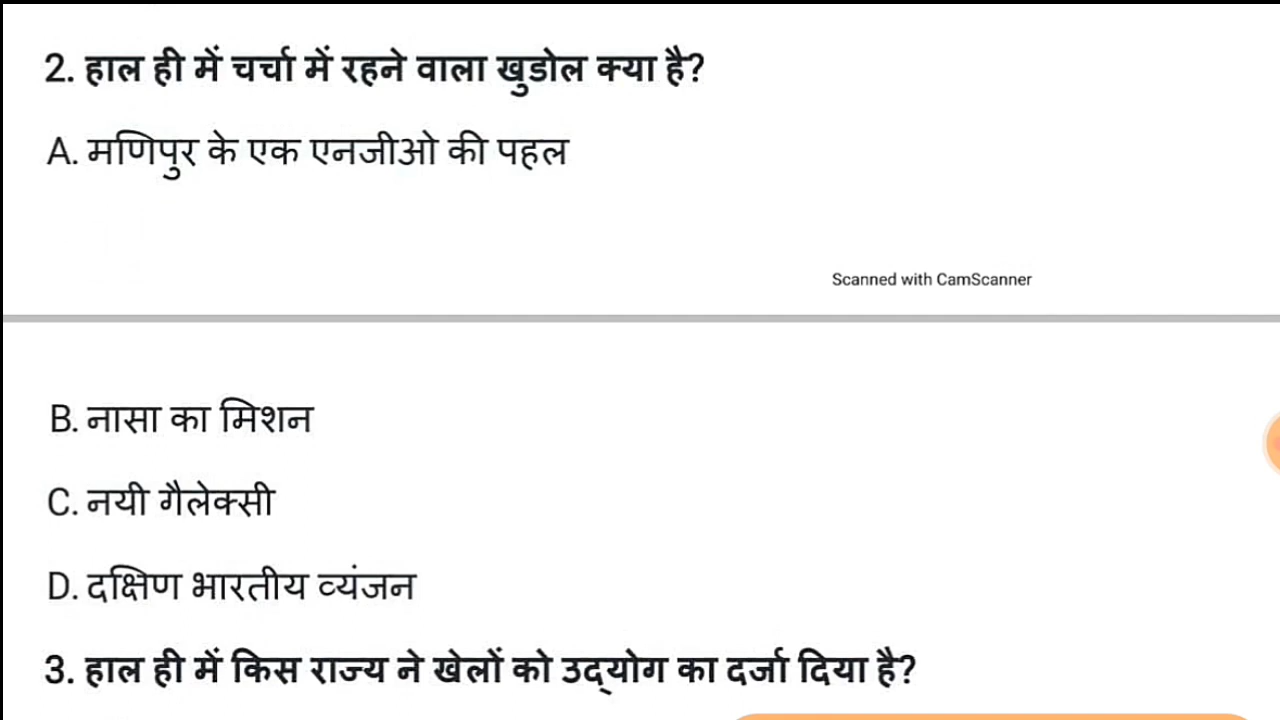 2. हाल ही में चर्चा में रहने वाला खुडोल क्या है?
A. मणिपुर के एक एनजीओ की पहल
Scanned with CamScanner
B. नासा का मिशन
C. नयी गैलेक्सी
D. दक्षिण भारतीय व्यंजन
3. हाल ही में किस राज्य ने खेलों को उद्योग का दर्जा दिया है?